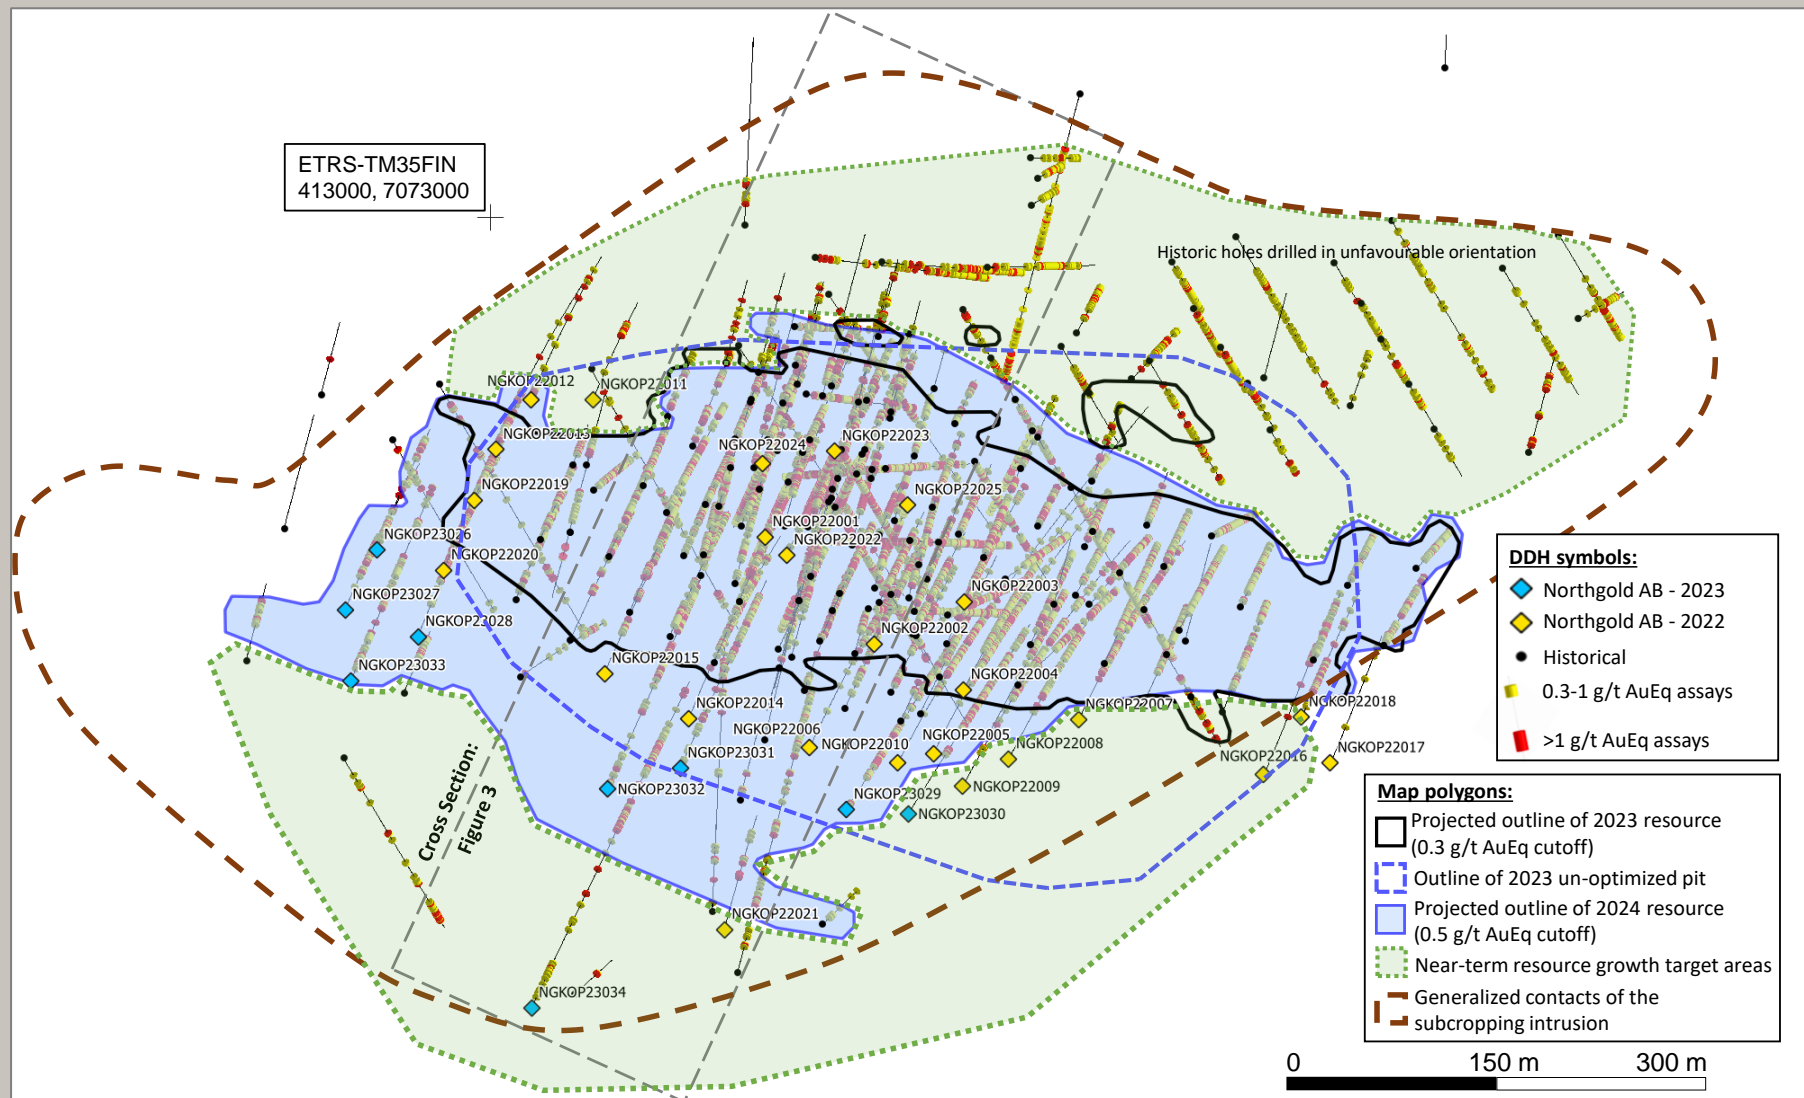 ETRS-TM35FIN
413000, 7073000
Historic holes drilled in unfavourable orientation
NGKOP22012
NGKOP22011
NGKOP22013
NGKOP22024
NGKOP22023
NGKOP22019
NGKOP22025
NGKOP22001
NGKOP22022
NGKOP23026
NGKOP22020
NGKOP23027
NGKOP22003
NGKOP23028
NGKOP22002
NGKOP23033
NGKOP22015
NGKOP22004
NGKOP22014
NGKOP22007
NGKOP22018
NGKOP22006
NGKOP22005
NGKOP22010
NGKOP22008
NGKOP22017
NGKOP23031
NGKOP22016
NGKOP23032
NGKOP22009
NGKOP23029
NGKOP23030
Cross Section:
Figure 3
NGKOP22021
NGKOP23034
DDH symbols:
Northgold AB - 2023
Northgold AB - 2022
Historical
0.3-1 g/t AuEq assays
>1 g/t AuEq assays
Map polygons:
Projected outline of 2023 resource
(0.3 g/t AuEq cutoff)
Outline of 2023 un-optimized pit
Projected outline of 2024 resource
(0.5 g/t AuEq cutoff)
Near-term resource growth target areas
Generalized contacts of the
subcropping intrusion
0 150 m 300 m